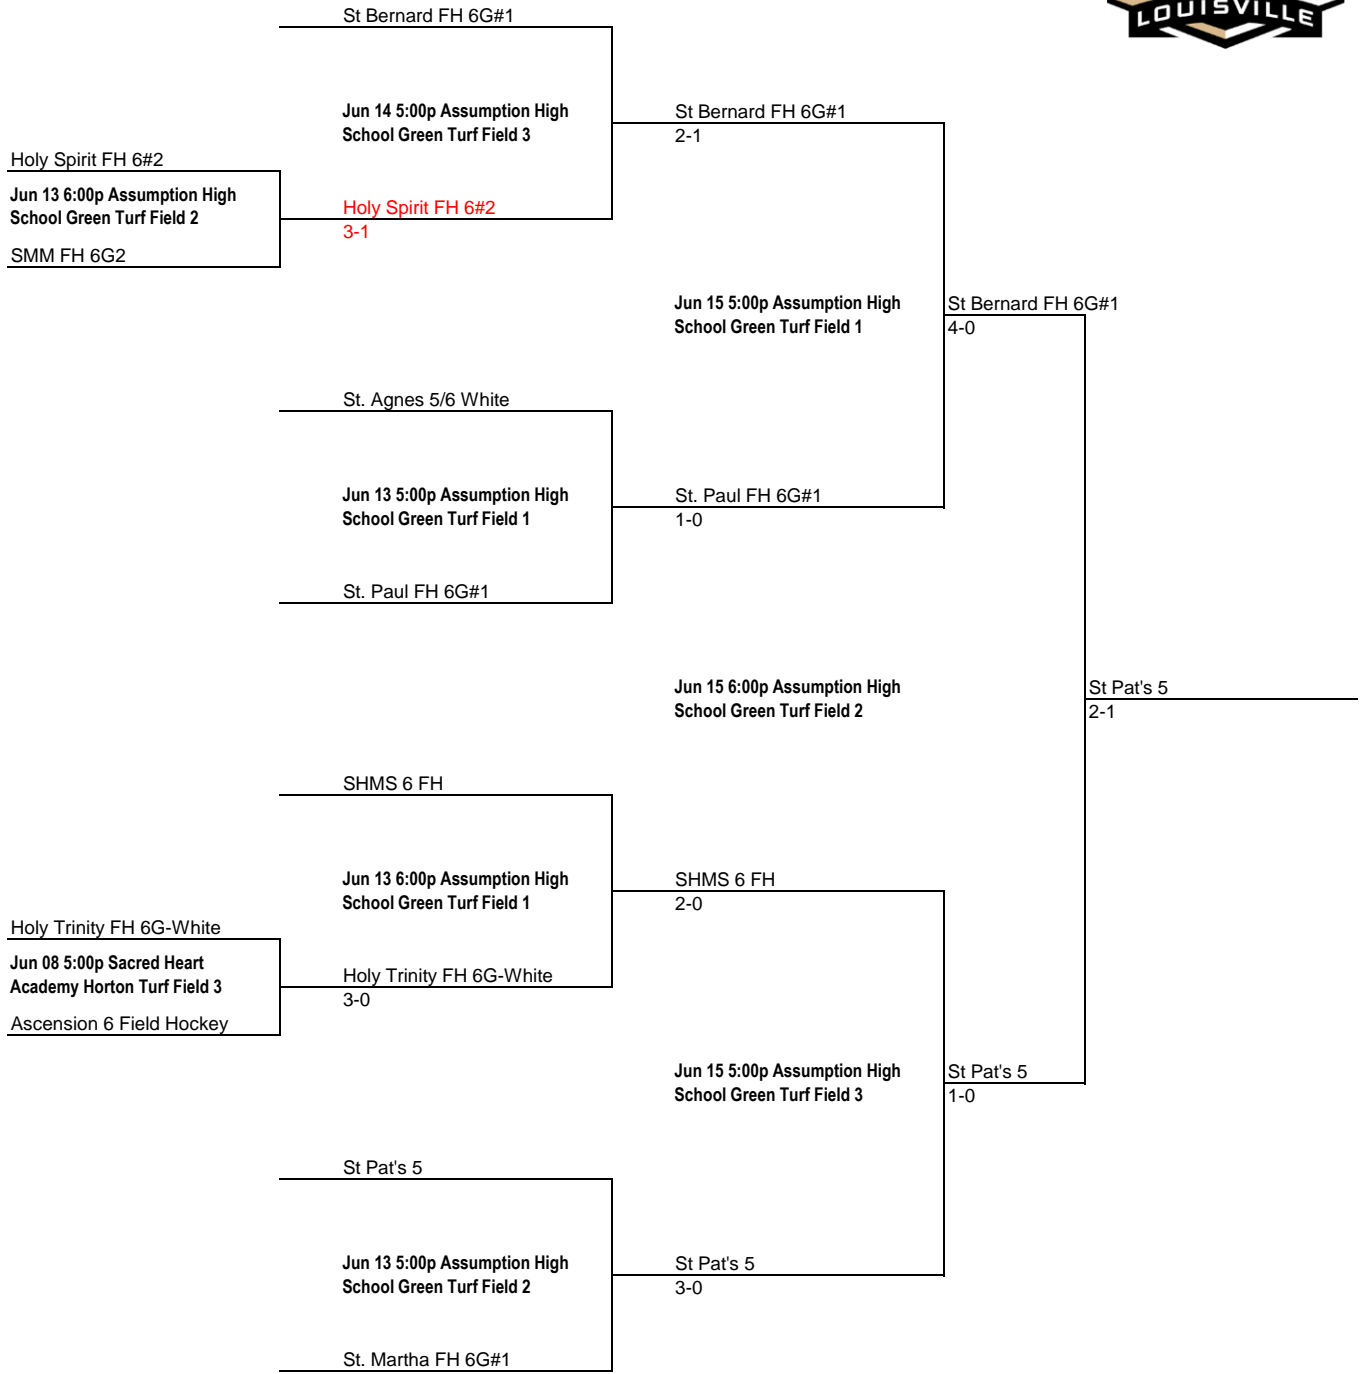 LOUISVILLE
St Bernard FH 6G#1
Jun 14 5:00p Assumption High
School Green Turf Field 3
St Bernard FH 6G#1
2-1
Holy Spirit FH 6#2
Jun 13 6:00p Assumption High
School Green Turf Field 2
Holy Spirit FH 6#2
3-1
SMM FH 6G2
Jun 15 5:00p Assumption High
School Green Turf Field 1
St Bernard FH 6G#1
4-0
St. Agnes 5/6 White
Jun 13 5:00p Assumption High
School Green Turf Field 1
St. Paul FH 6G#1
1-0
St. Paul FH 6G#1
Jun 15 6:00p Assumption High
School Green Turf Field 2
St Pat's 5
2-1
SHMS 6 FH
Jun 13 6:00p Assumption High
School Green Turf Field 1
SHMS 6 FH
2-0
Holy Trinity FH 6G-White
Jun 08 5:00p Sacred Heart
Academy Horton Turf Field 3
Holy Trinity FH 6G-White
3-0
Ascension 6 Field Hockey
Jun 15 5:00p Assumption High
School Green Turf Field 3
St Pat's 5
1-0
St Pat's 5
Jun 13 5:00p Assumption High
School Green Turf Field 2
St Pat's 5
3-0
St. Martha FH 6G#1